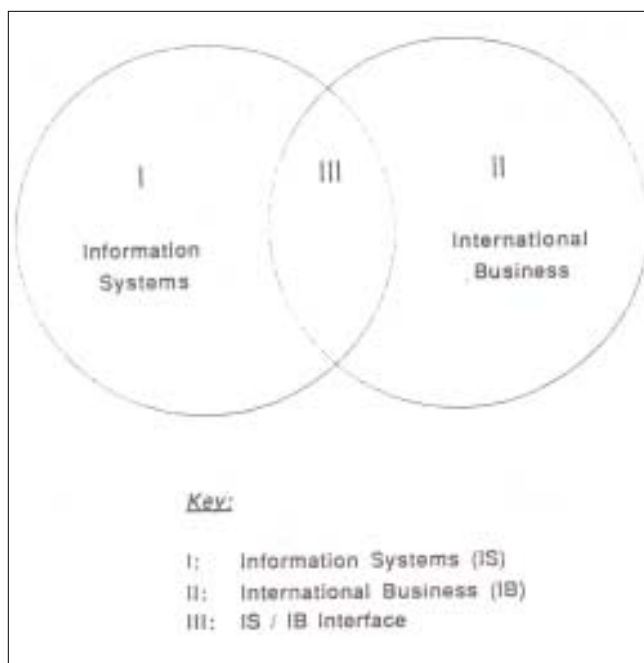 I
III
II
Information
Systems
International
Business
Key:
I: Information Systems (IS)
II: International Business (IB)
III: IS / IB Interface